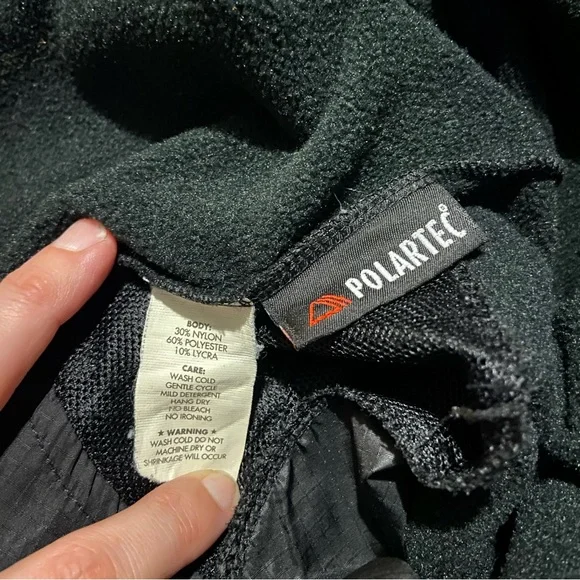 POLARTEC®
BODY:
30% NYLON
60% POLYESTER
10% LYCRA
CARE:
WASH COLD
GENTLE CYCLE
MILD DETERGENT
HANG DRY
NO BLEACH
NO IRONING
★ WARNING ★
WASH COLD DO NOT
MACHINE DRY OR
SHRINKAGE WILL OCCUR